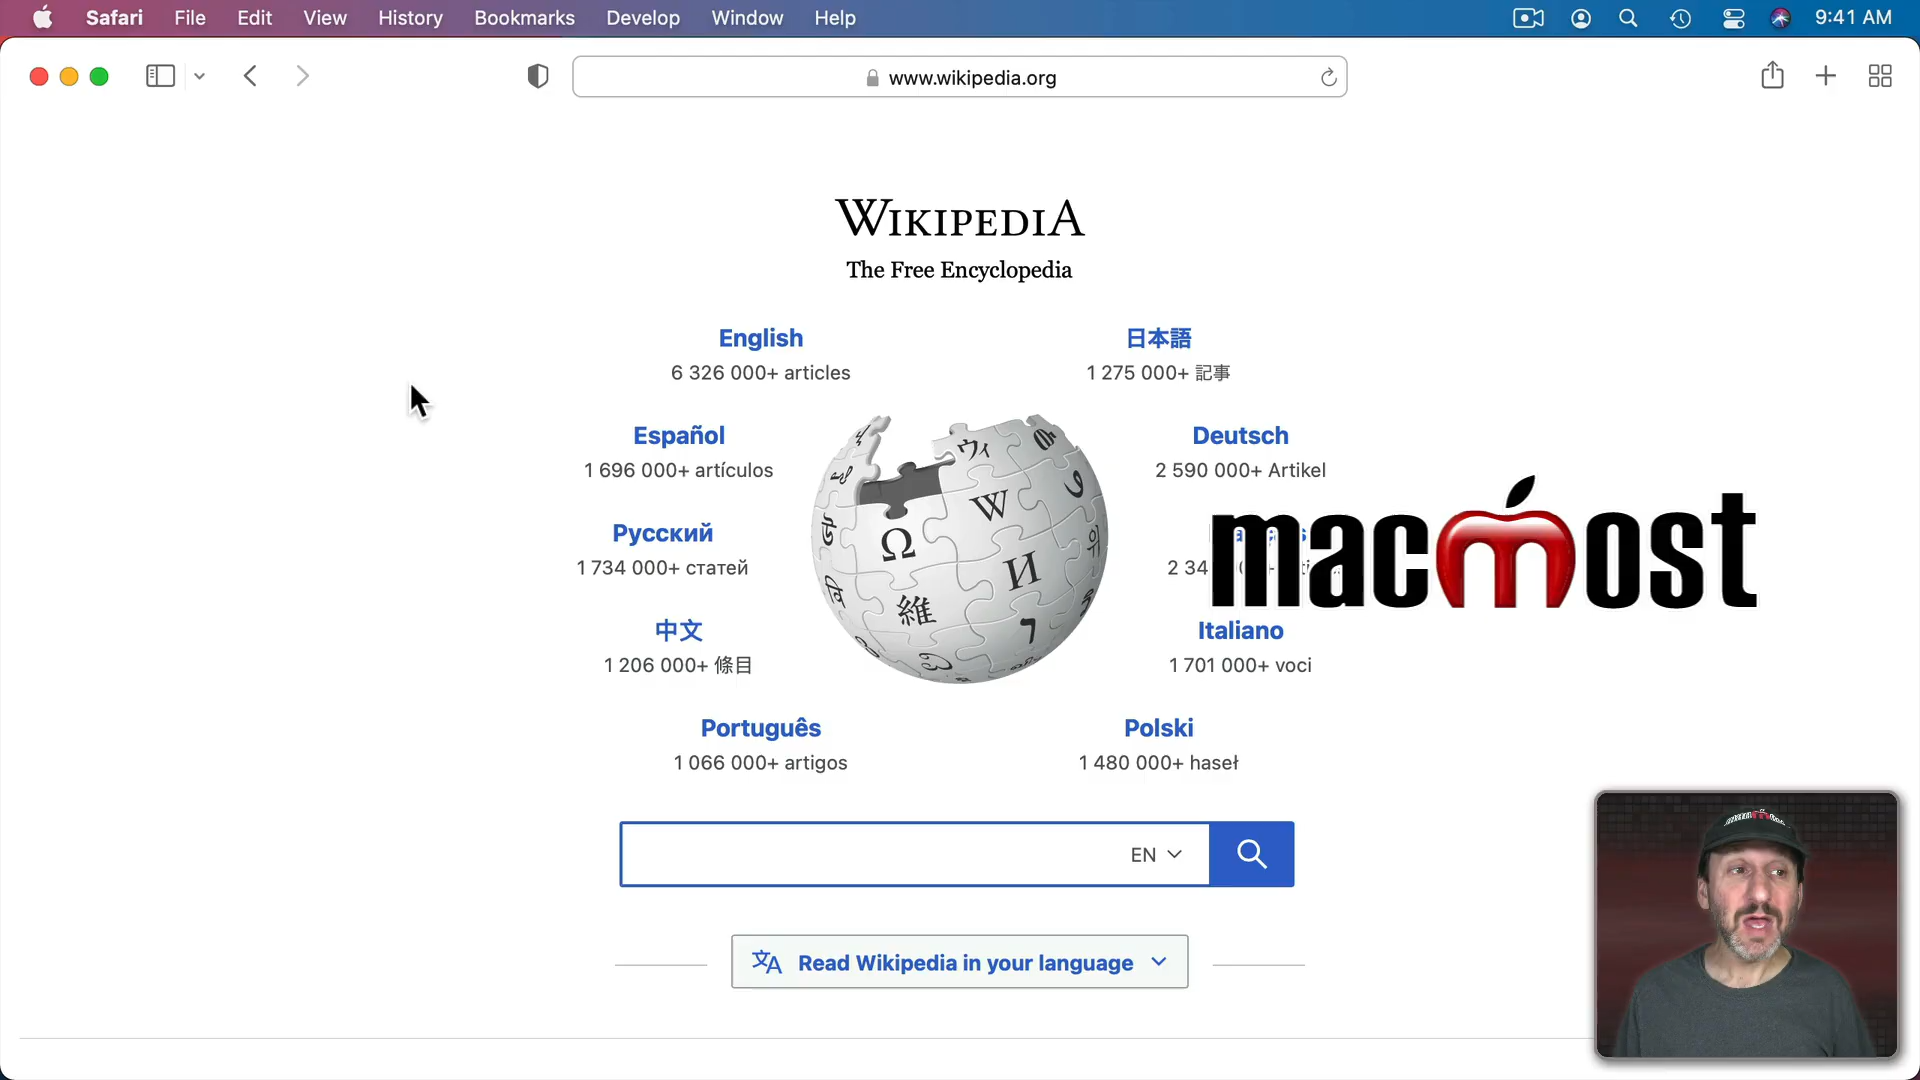 Safari File Edit View History Bookmarks Develop Window Help 9:41 AM
www.wikipedia.org
WIKIPEDIA
The Free Encyclopedia
English 日本語
6 326 000+ articles 1 275 000+ 記事
Español Deutsch
1 696 000+ artículos 2 590 000+ Artikel
Ω W И 維
Русский
1 734 000+ статей 2 34
macmost
中文 Italiano
1 206 000+ 條目 1 701 000+ voci
Português Polski
1 066 000+ artigos 1 480 000+ haseł
EN
Read Wikipedia in your language